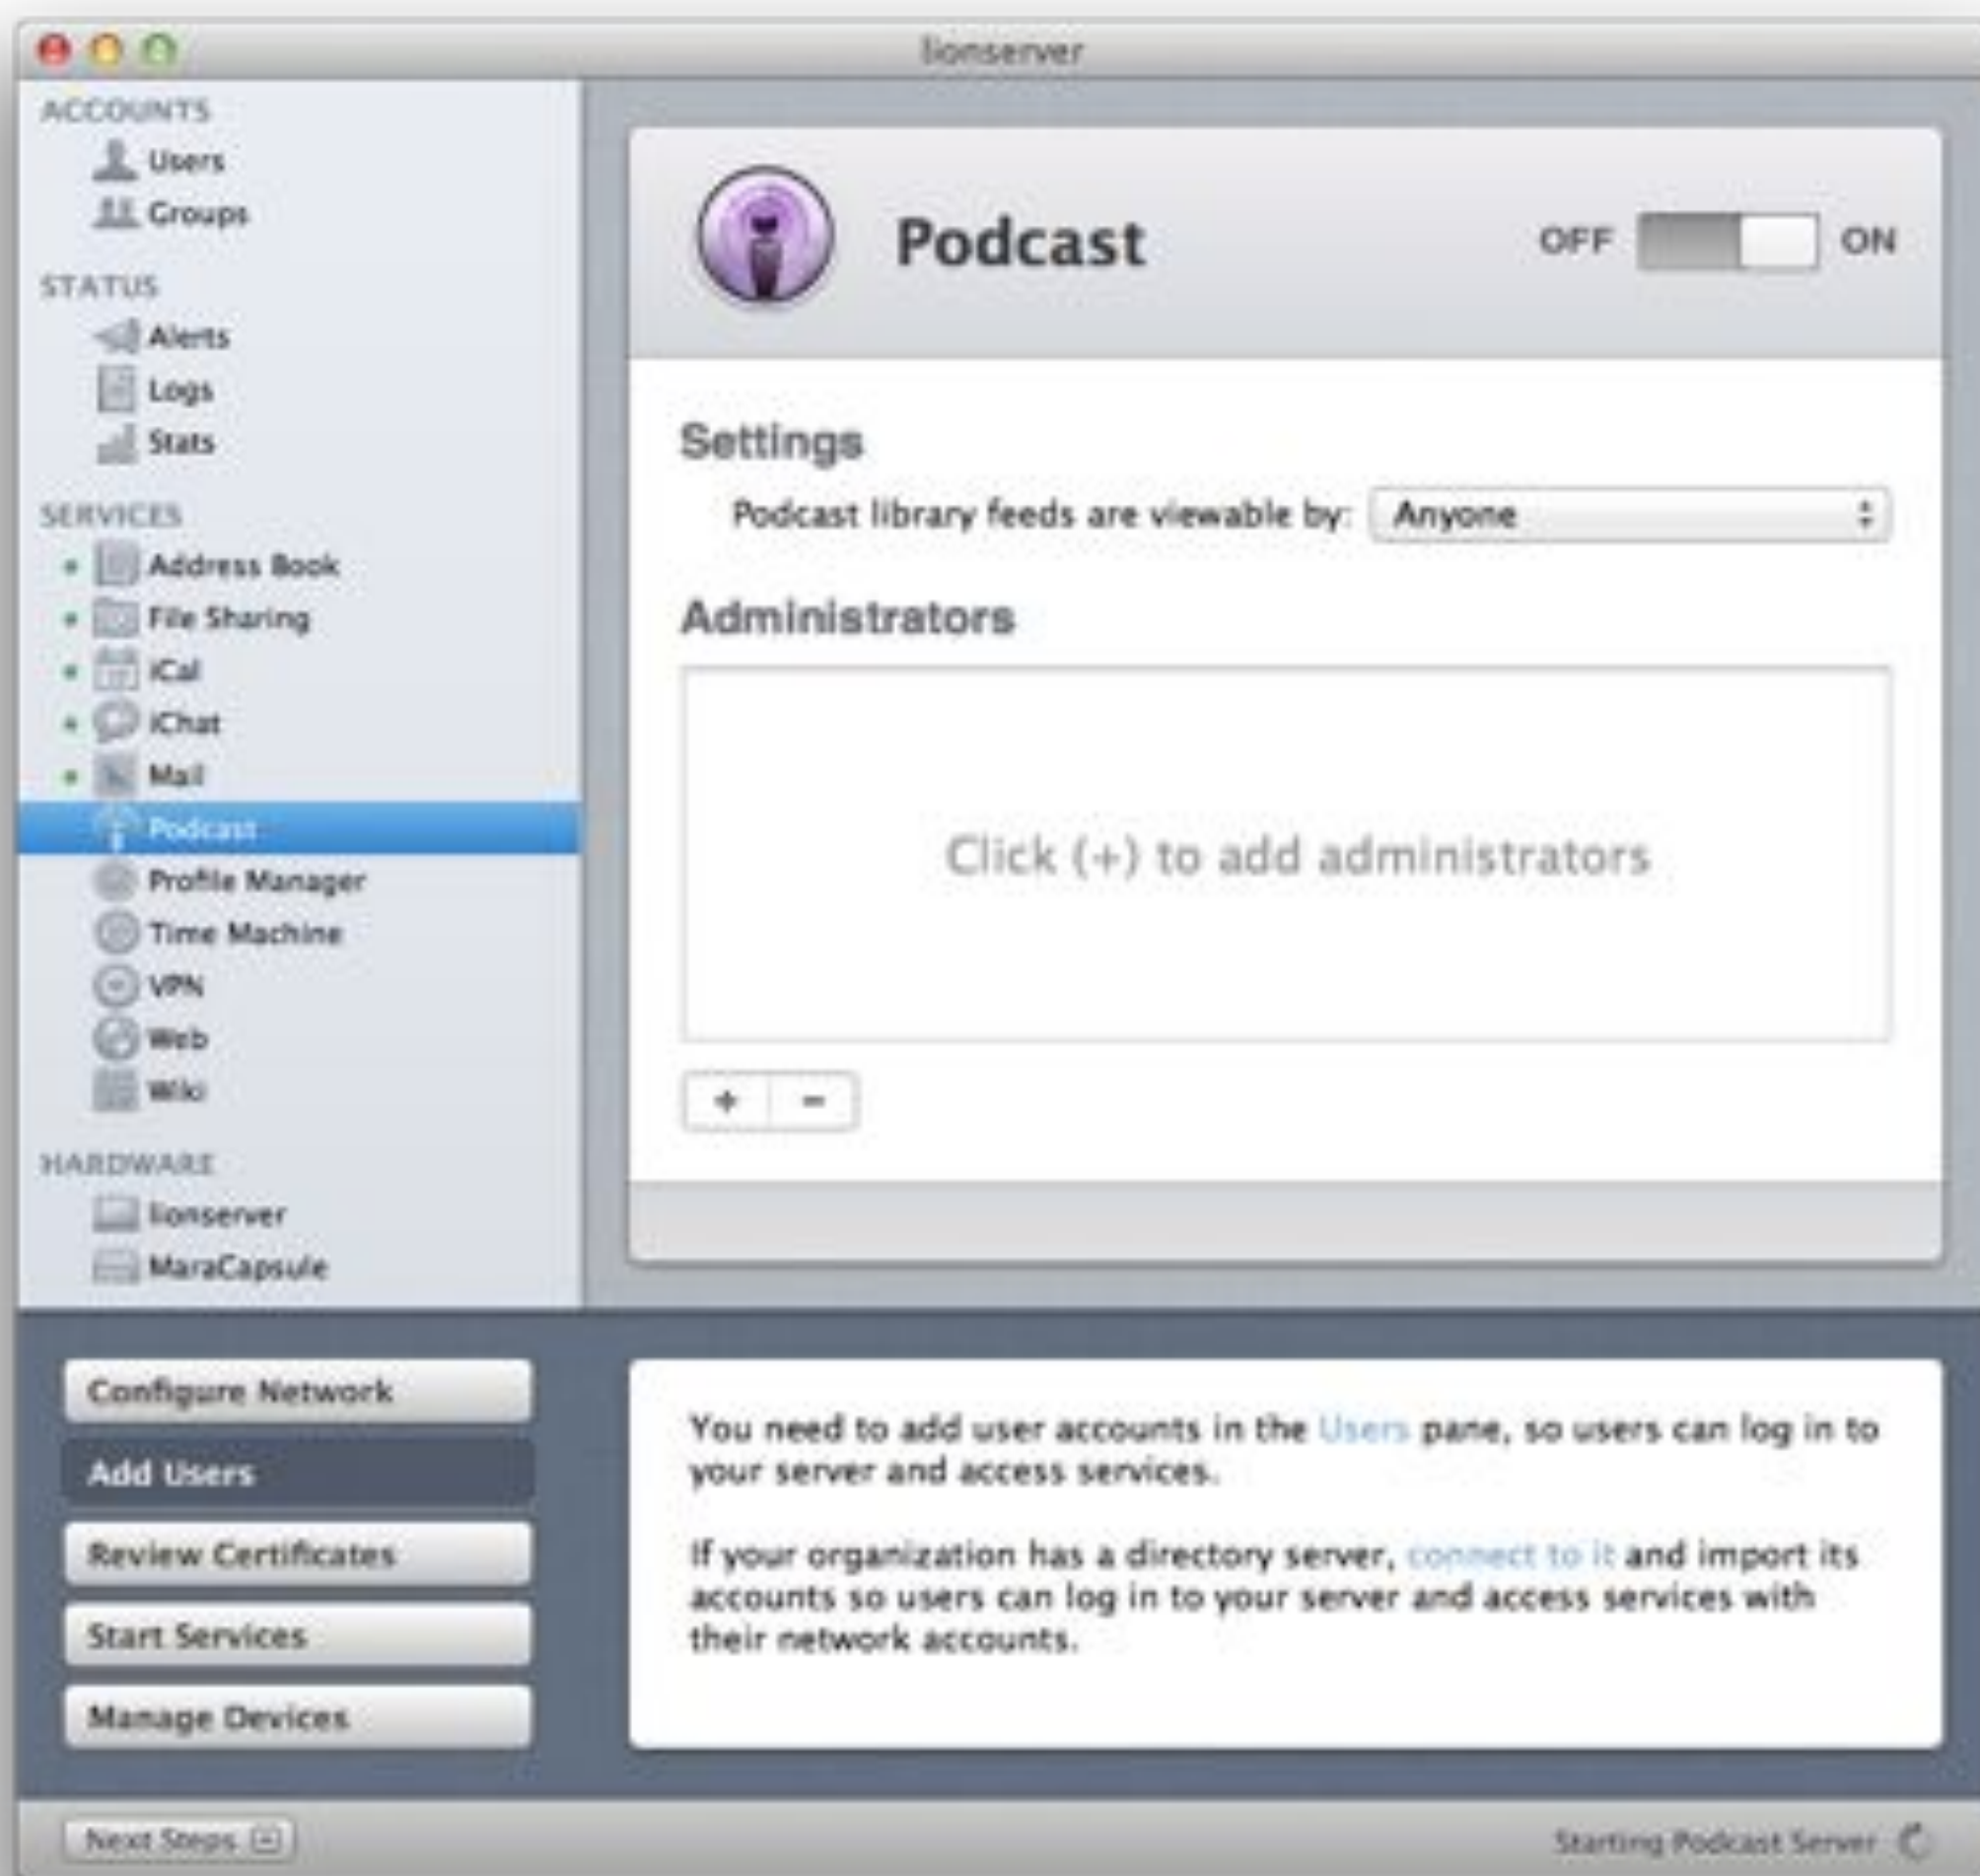 lionserver
ACCOUNTS
Users
Groups
STATUS
Alerts
Logs
Stats
SERVICES
Address Book
File Sharing
iCal
iChat
Mail
Podcast
Profile Manager
Time Machine
VPN
Web
Wiki
HARDWARE
lionserver
MaraCapsule
Podcast
OFF ON
Settings
Podcast library feeds are viewable by: Anyone
Administrators
Click (+) to add administrators
+ -
Configure Network
Add Users
Review Certificates
Start Services
Manage Devices
You need to add user accounts in the Users pane, so users can log in to
your server and access services.
If your organization has a directory server, connect to it and import its
accounts so users can log in to your server and access services with
their network accounts.
Next Steps
Starting Podcast Server